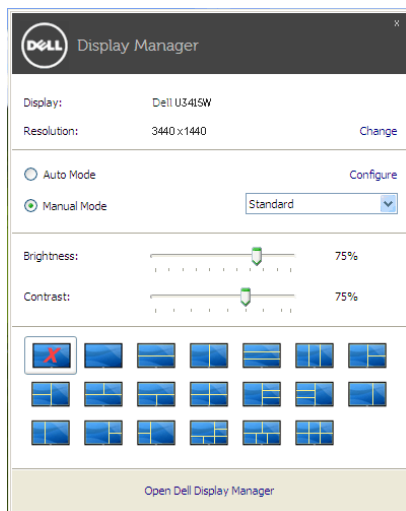 x
DELL Display Manager
Display: Dell U3415W
Resolution: 3440 x 1440 Change
Auto Mode Configure
Manual Mode Standard
Brightness: 75%
Contrast: 75%
Open Dell Display Manager